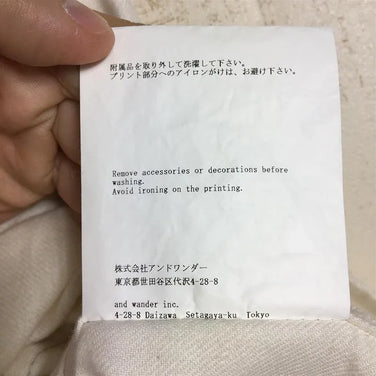 附属品を取り外して洗濯して下さい。
プリント部分へのアイロンがけは、お避け下さい。
Remove accessories or decorations before
washing.
Avoid ironing on the printing.
株式会社アンドワンダー
東京都世田谷区代沢4-28-8
and wander inc.
4-28-8 Daizawa Setagaya-ku Tokyo